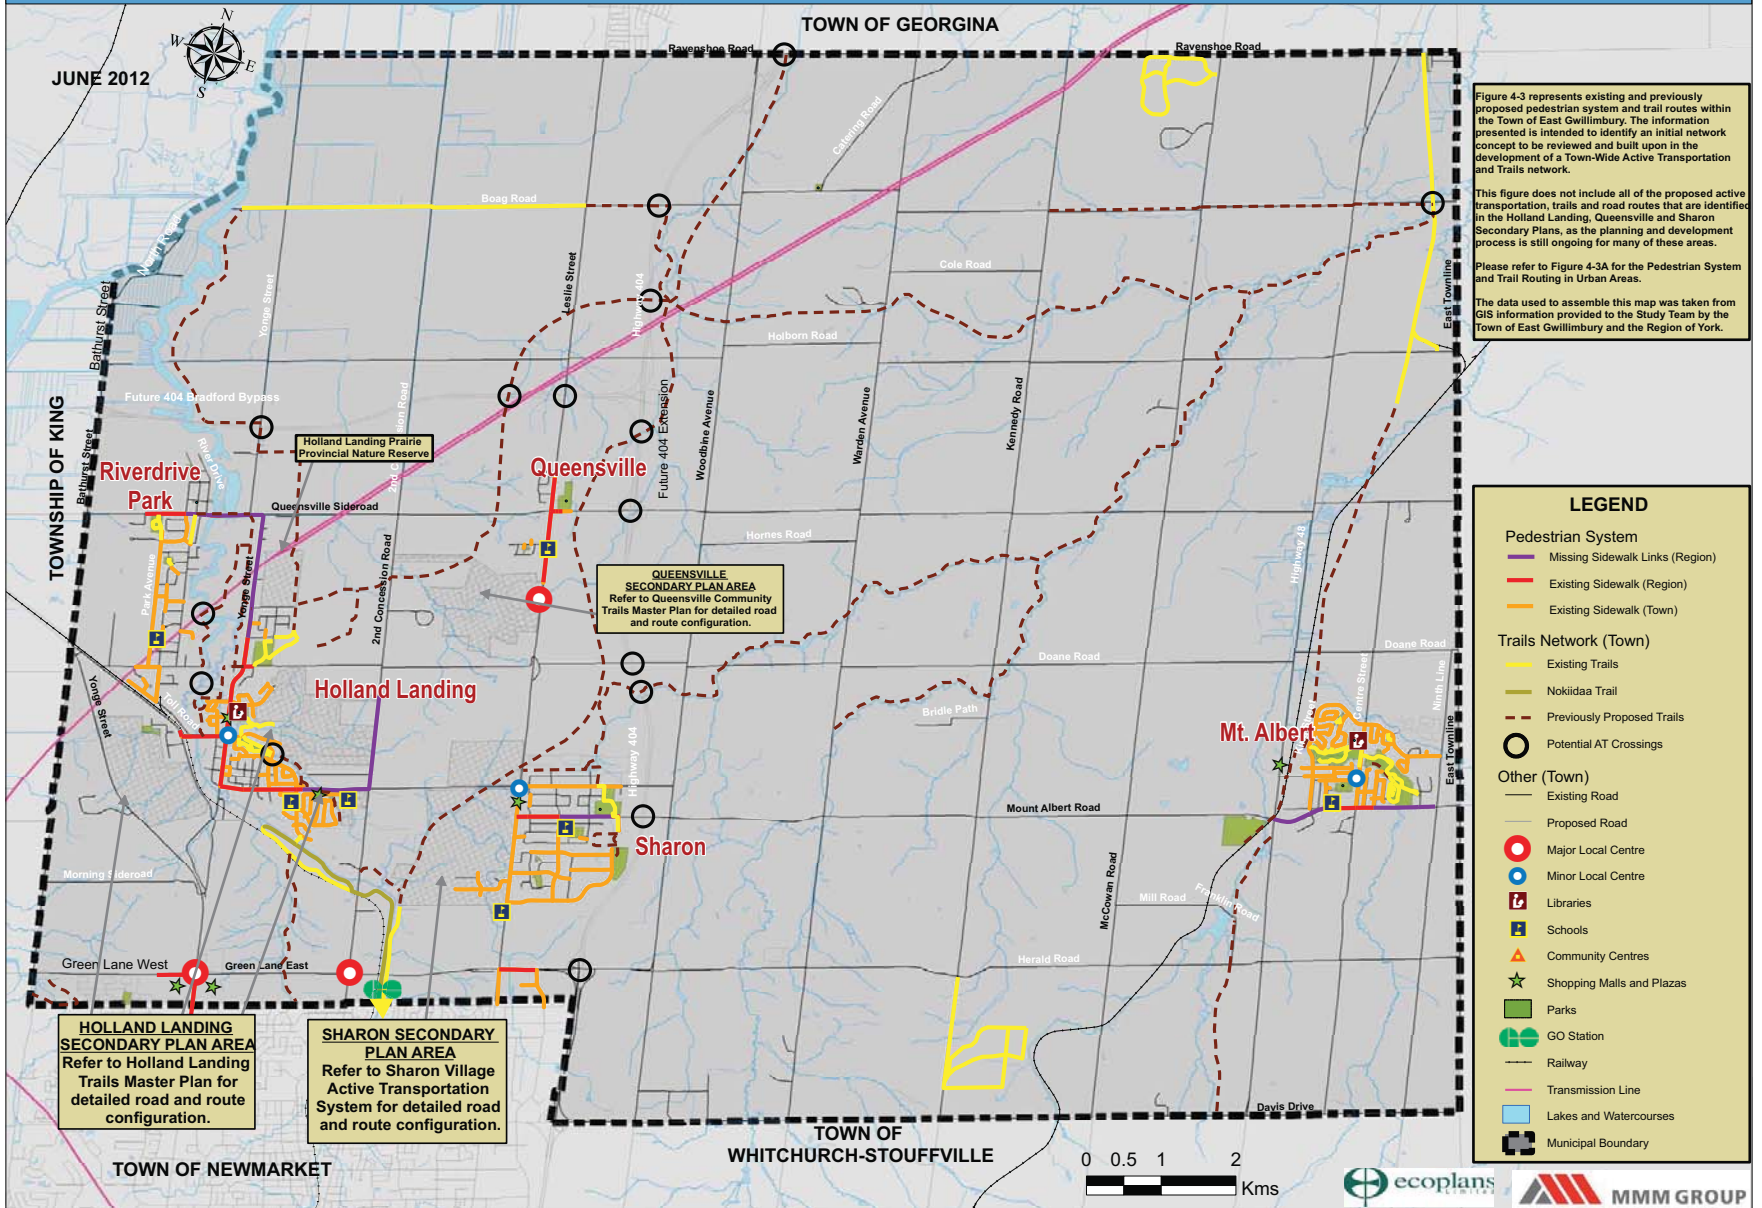 TOWN OF GEORGINA
N
W
E
S
JUNE 2012
Ravenshoe Road
Ravenshoe Road
Catering Road
Figure 4-3 represents existing and previously
proposed pedestrian system and trail routes within
the Town of East Gwillimbury. The information
presented is intended to identify an initial network
concept to be reviewed and built upon in the
development of a Town-Wide Active Transportation
and Trails network.
This figure does not include all of the proposed active
transportation, trails and road routes that are identified
in the Holland Landing, Queensville and Sharon
Secondary Plans, as the planning and development
process is still ongoing for many of these areas.
Please refer to Figure 4-3A for the Pedestrian System
and Trail Routing in Urban Areas.
The data used to assemble this map was taken from
GIS information provided to the Study Team by the
Town of East Gwillimbury and the Region of York.
Boag Road
Bathurst Street
Yonge Street
Leslie Street
Highway 404
Cole Road
Holborn Road
East Townline
TOWNSHIP OF KING
Future 404 Bradford Bypass
Future 404 Extension
Woodbine Avenue
Warden Avenue
Kennedy Road
Bathurst Street
River Drive
Holland Landing Prairie
Provincial Nature Reserve
Riverdrive
Park
Queensville
Queensville Sideroad
Hornes Road
Highway 48
2nd Concession Road
Park Avenue
Yonge Street
QUEENSVILLE
SECONDARY PLAN AREA
Refer to Queensville Community
Trails Master Plan for detailed road
and route configuration.
Doane Road
Doane Road
Centre Street
Ninth Line
Holland Landing
Yonge Street
Toll Road
Bridle Path
Mt. Albert
East Townline
Highway 404
Mount Albert Road
Sharon
Morning Sideroad
McCowan Road
Mill Road
Franklin Road
Green Lane West
Green Lane East
Herald Road
HOLLAND LANDING
SECONDARY PLAN AREA
Refer to Holland Landing
Trails Master Plan for
detailed road and route
configuration.
SHARON SECONDARY
PLAN AREA
Refer to Sharon Village
Active Transportation
System for detailed road
and route configuration.
Davis Drive
TOWN OF
WHITCHURCH-STOUFFVILLE
TOWN OF NEWMARKET
0 0.5 1 2
Kms
LEGEND
Pedestrian System
Missing Sidewalk Links (Region)
Existing Sidewalk (Region)
Existing Sidewalk (Town)
Trails Network (Town)
Existing Trails
Nokiidaa Trail
Previously Proposed Trails
Potential AT Crossings
Other (Town)
Existing Road
Proposed Road
Major Local Centre
Minor Local Centre
Libraries
Schools
Community Centres
Shopping Malls and Plazas
Parks
GO Station
Railway
Transmission Line
Lakes and Watercourses
Municipal Boundary
ecoplans
Limited
MMM GROUP